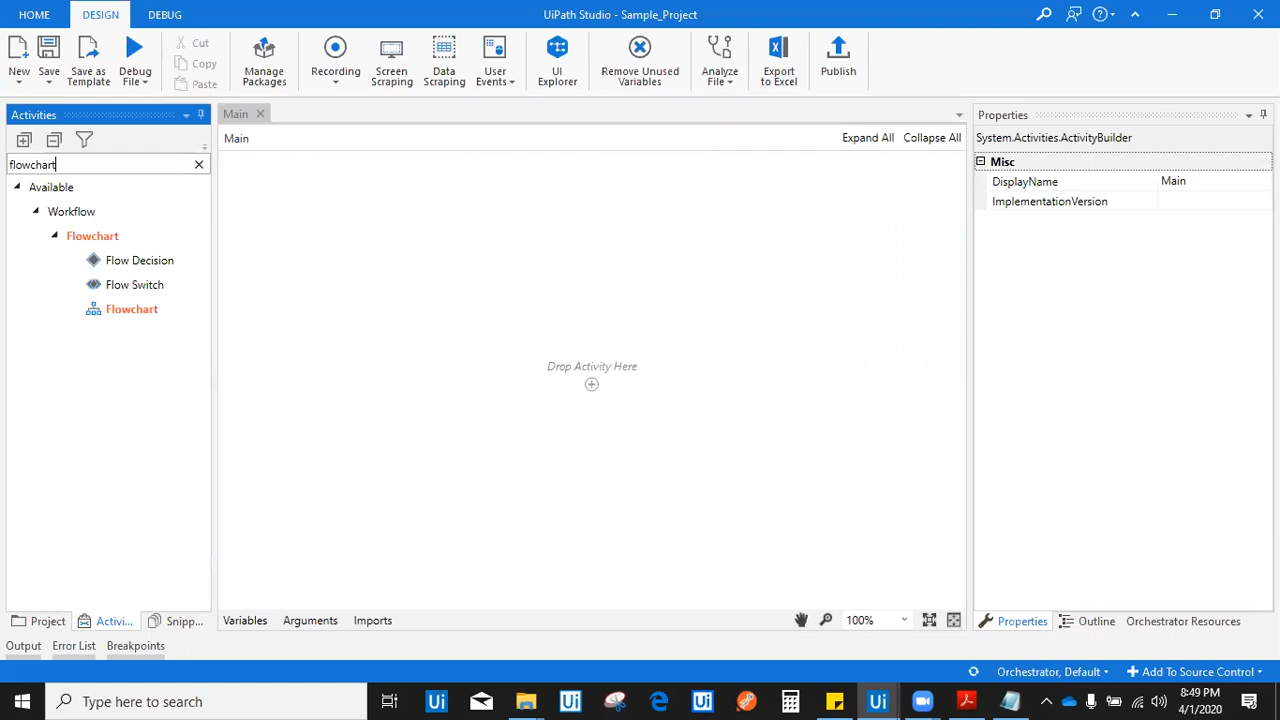 HOME DESIGN DEBUG UiPath Studio - Sample_Project
New Save Save as Template Debug File Cut Copy Paste Manage Packages Recording Screen Scraping Data Scraping User Events UI Explorer Remove Unused Variables Analyze File Export to Excel Publish
Activities
flowchart
Available
Workflow
Flowchart
Flow Decision
Flow Switch
Flowchart
Project Activi... Snipp...
Main
Main Expand All Collapse All
Drop Activity Here
Variables Arguments Imports 100%
Properties
System.Activities.ActivityBuilder
Misc
DisplayName Main
ImplementationVersion
Properties Outline Orchestrator Resources
Output Error List Breakpoints
Orchestrator, Default Add To Source Control
Type here to search
Ui Ui Ui Ui
8:49 PM
4/1/2020